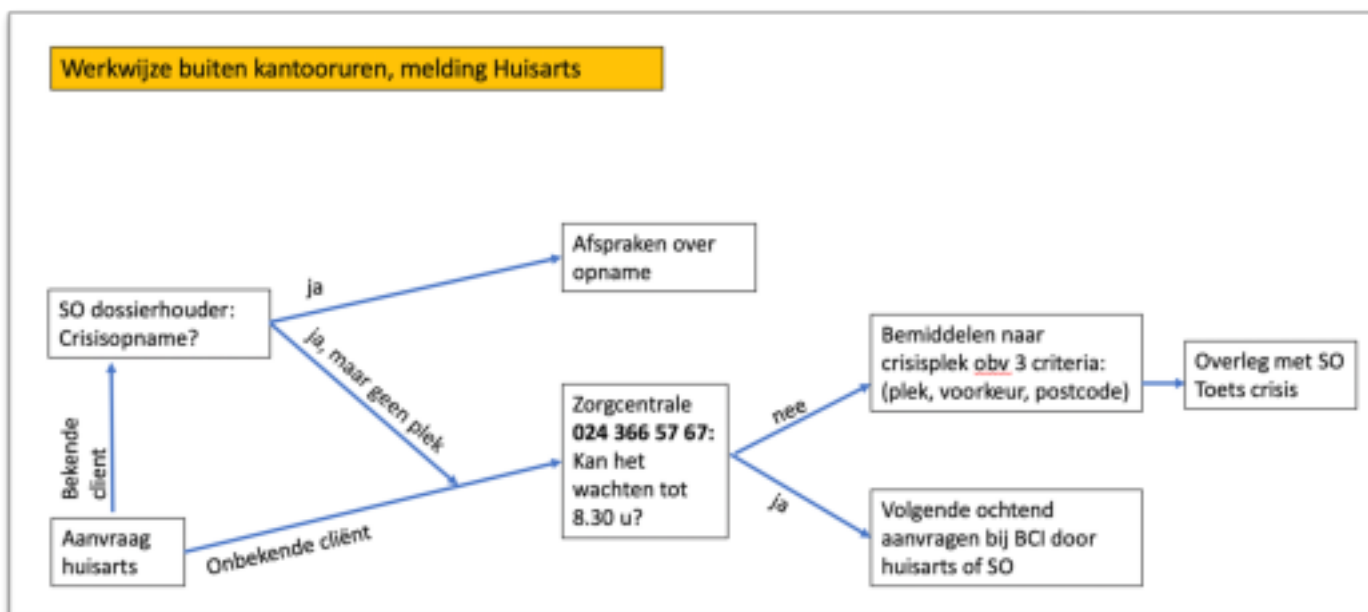 Werkwijze buiten kantooruren, melding Huisarts
Afspraken over
opname
ja
SO dossierhouder:
Crisisopname?
ja, maar geen plek
Bemiddelen naar
crisisplek obv 3 criteria:
(plek, voorkeur, postcode)
Overleg met SO
Toets crisis
nee
Zorgcentrale
024 366 57 67:
Kan het
wachten tot
8.30 u?
Bekende
client
ja
Volgende ochtend
aanvragen bij BCI door
huisarts of SO
Aanvraag
huisarts
Onbekende cliënt